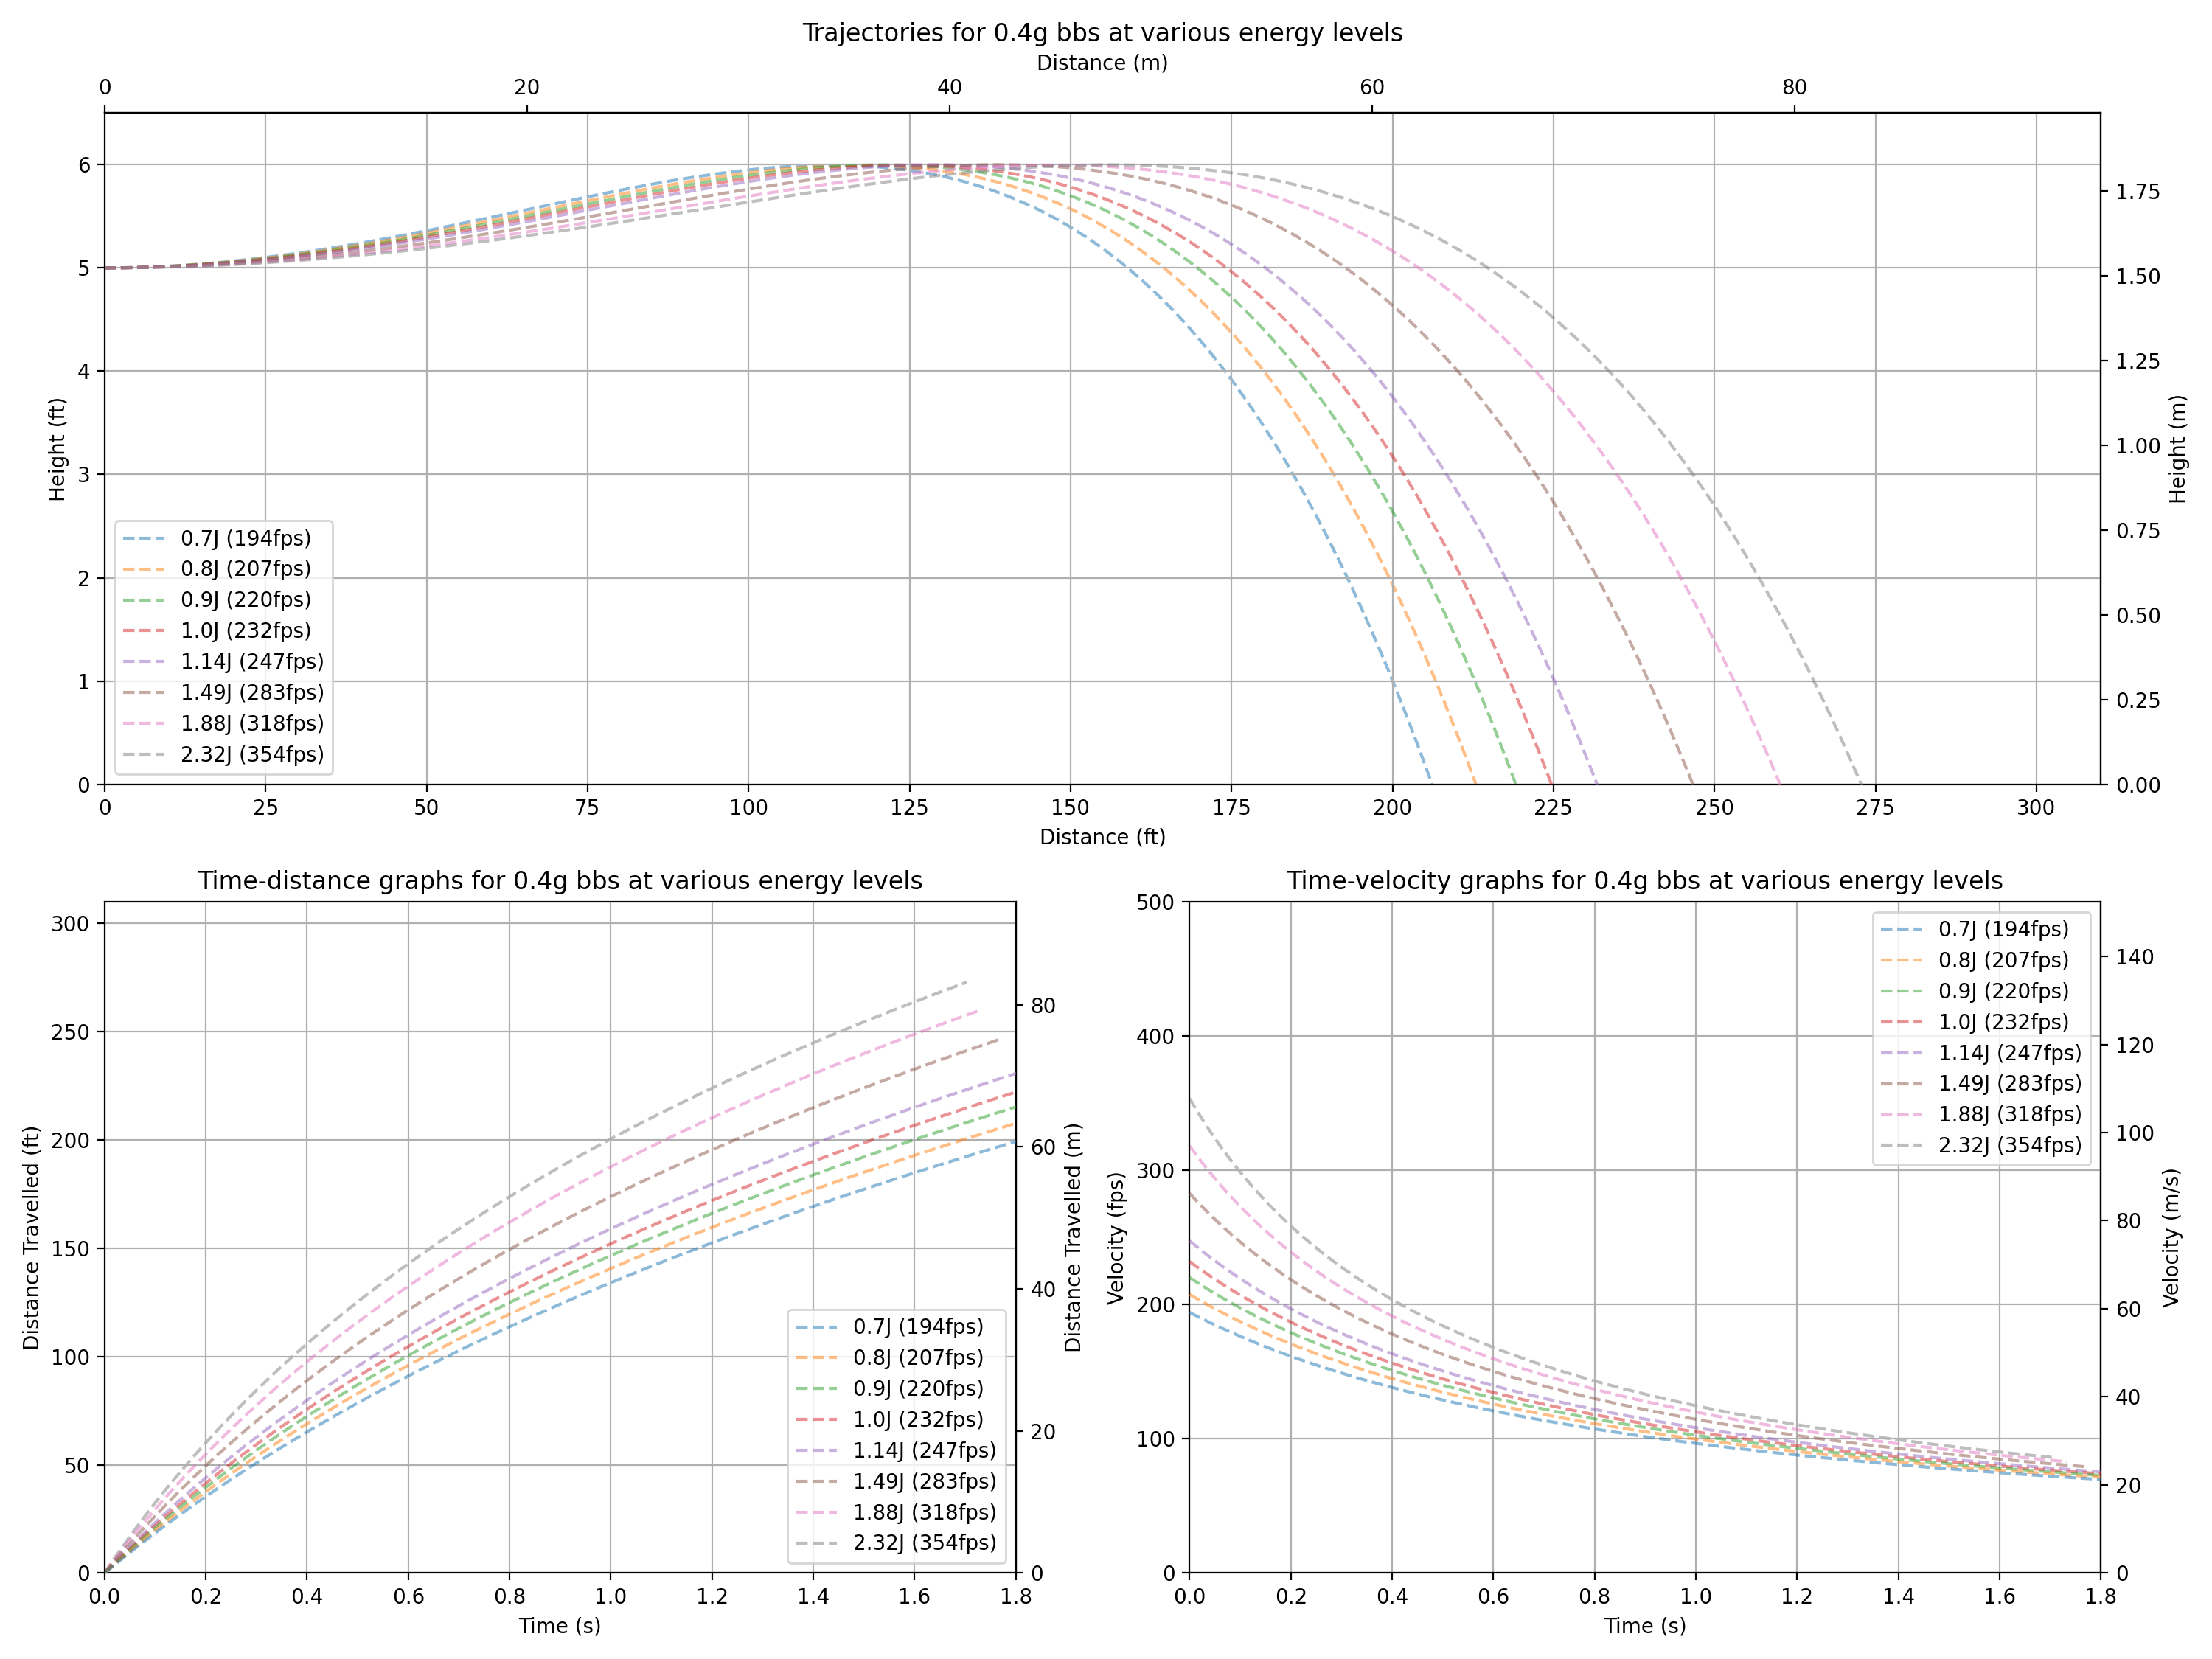 Trajectories for 0.4g bbs at various energy levels
Distance (m)
0 20 40 60 80
6
5
4
3
2
1
0
Height (ft)
1.75
1.50
1.25
1.00
0.75
0.50
0.25
0.00
Height (m)
0.7J (194fps)
0.8J (207fps)
0.9J (220fps)
1.0J (232fps)
1.14J (247fps)
1.49J (283fps)
1.88J (318fps)
2.32J (354fps)
0 25 50 75 100 125 150 175 200 225 250 275 300
Distance (ft)
Time-distance graphs for 0.4g bbs at various energy levels
300
250
200
150
100
50
0
Distance Travelled (ft)
80
60
40
20
0
Distance Travelled (m)
0.7J (194fps)
0.8J (207fps)
0.9J (220fps)
1.0J (232fps)
1.14J (247fps)
1.49J (283fps)
1.88J (318fps)
2.32J (354fps)
0.0 0.2 0.4 0.6 0.8 1.0 1.2 1.4 1.6 1.8
Time (s)
Time-velocity graphs for 0.4g bbs at various energy levels
500
400
300
200
100
0
Velocity (fps)
140
120
100
80
60
40
20
0
Velocity (m/s)
0.7J (194fps)
0.8J (207fps)
0.9J (220fps)
1.0J (232fps)
1.14J (247fps)
1.49J (283fps)
1.88J (318fps)
2.32J (354fps)
0.0 0.2 0.4 0.6 0.8 1.0 1.2 1.4 1.6 1.8
Time (s)